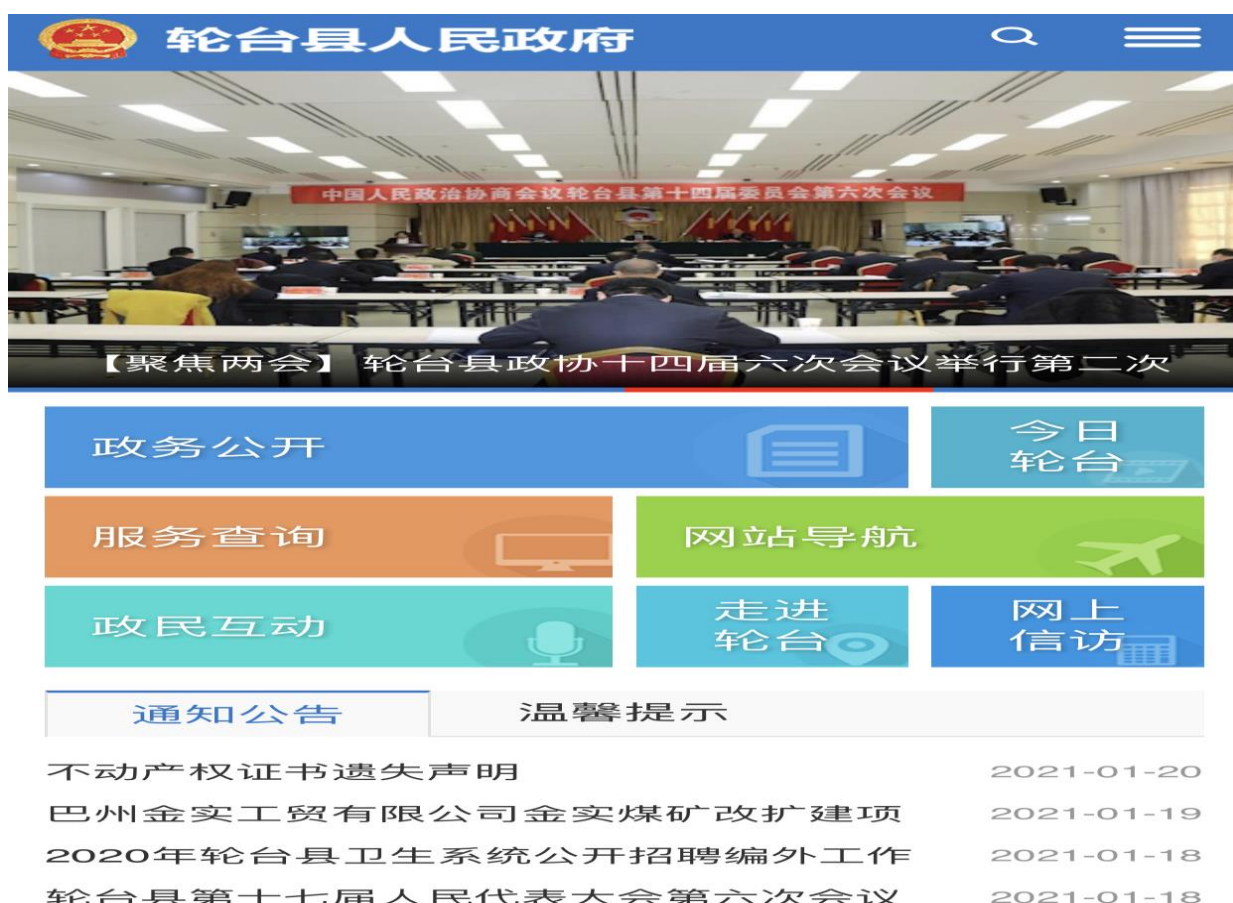 轮台县人民政府
中国人民政治协商会议轮台县第十四届委员会第六次会议
【聚焦两会】轮台县政协十四届六次会议举行第二次
政务公开
今日
轮台
服务查询
网站导航
政民互动
走进
轮台
网上
信访
通知公告 温馨提示
不动产权证书遗失声明 2021-01-20
巴州金实工贸有限公司金实煤矿改扩建项 2021-01-19
2020年轮台县卫生系统公开招聘编外工作 2021-01-18
轮台县第十七届人民代表大会第六次会议 2021-01-18